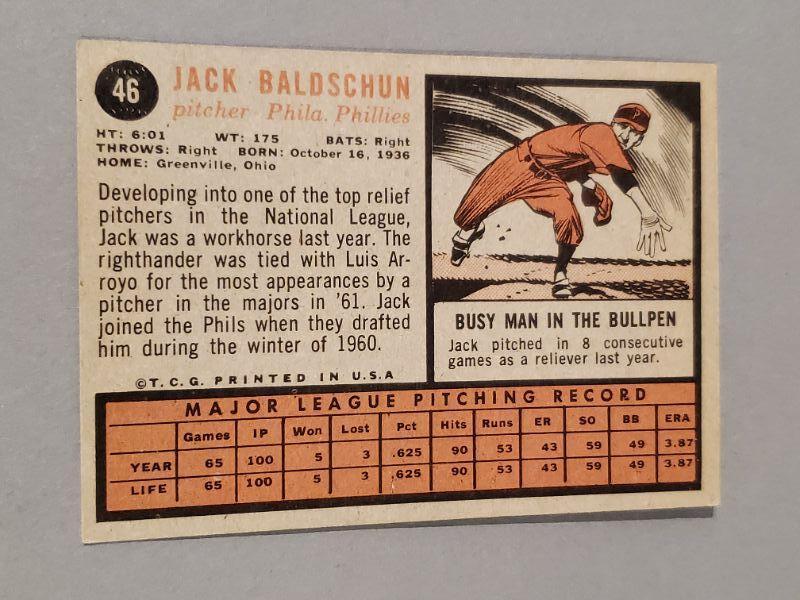 46
JACK BALDSCHUN
pitcher Phila. Phillies
HT: 6:01 WT: 175 BATS: Right
THROWS: Right BORN: October 16, 1936
HOME: Greenville, Ohio
Developing into one of the top relief
pitchers in the National League,
Jack was a workhorse last year. The
righthander was tied with Luis Ar-
royo for the most appearances by a
pitcher in the majors in '61. Jack
joined the Phils when they drafted
him during the winter of 1960.
©T.C.G. PRINTED IN U.S.A
P
BUSY MAN IN THE BULLPEN
Jack pitched in 8 consecutive
games as a reliever last year.
MAJOR LEAGUE PITCHING RECORD
Games IP Won Lost Pct Hits Runs ER SO BB ERA
YEAR 65 100 5 3 .625 90 53 43 59 49 3.87
LIFE 65 100 5 3 .625 90 53 43 59 49 3.87